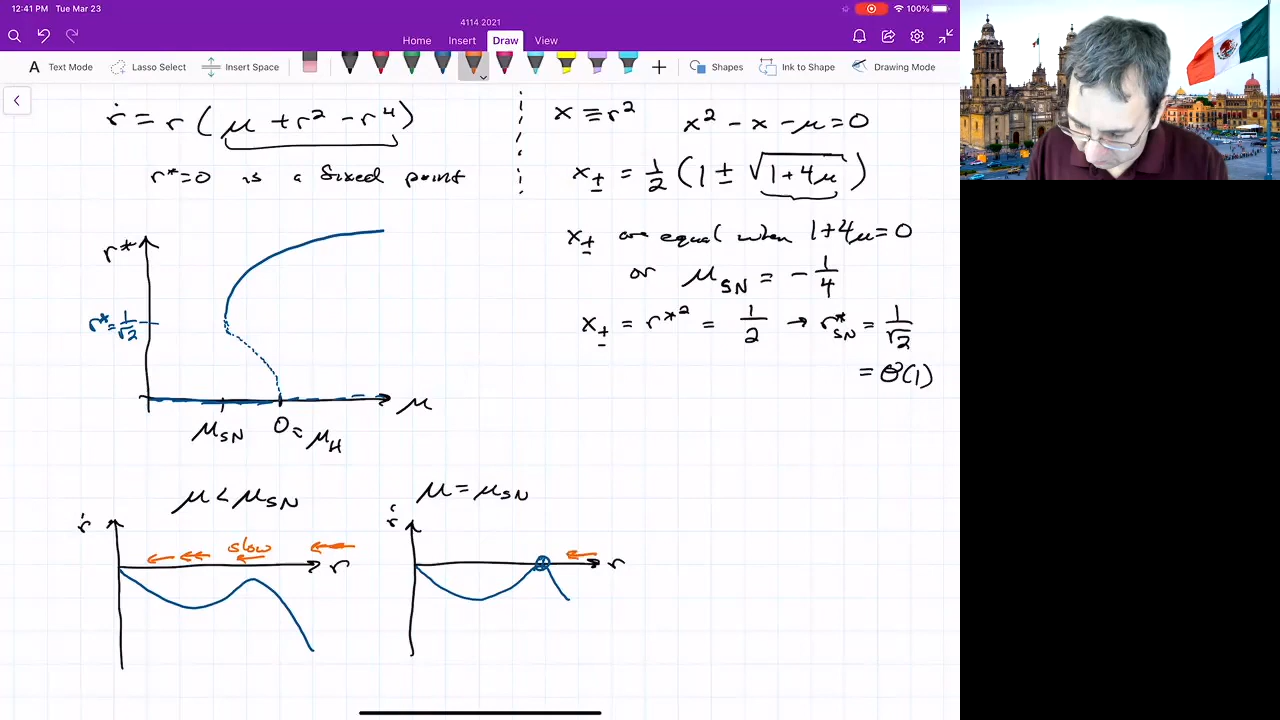 12:41 PM Tue Mar 23
100%
4114 2021
Home Insert Draw View
Text Mode Lasso Select Insert Space Shapes Ink to Shape Drawing Mode
ṙ = r (μ + r² - r⁴)
r* = 0 is a fixed point
x ≡ r² x² - x - μ = 0
x± = 1/2 (1 ± √(1+4μ))
x± are equal when 1+4μ = 0
or μSN = -1/4
x± = r*² = 1/2 → r*SN = 1/√2
= O(1)
r*
r* = 1/√2
μ
μSN 0 = μH
μ < μSN
ṙ
slow
r
μ = μSN
ṙ
r